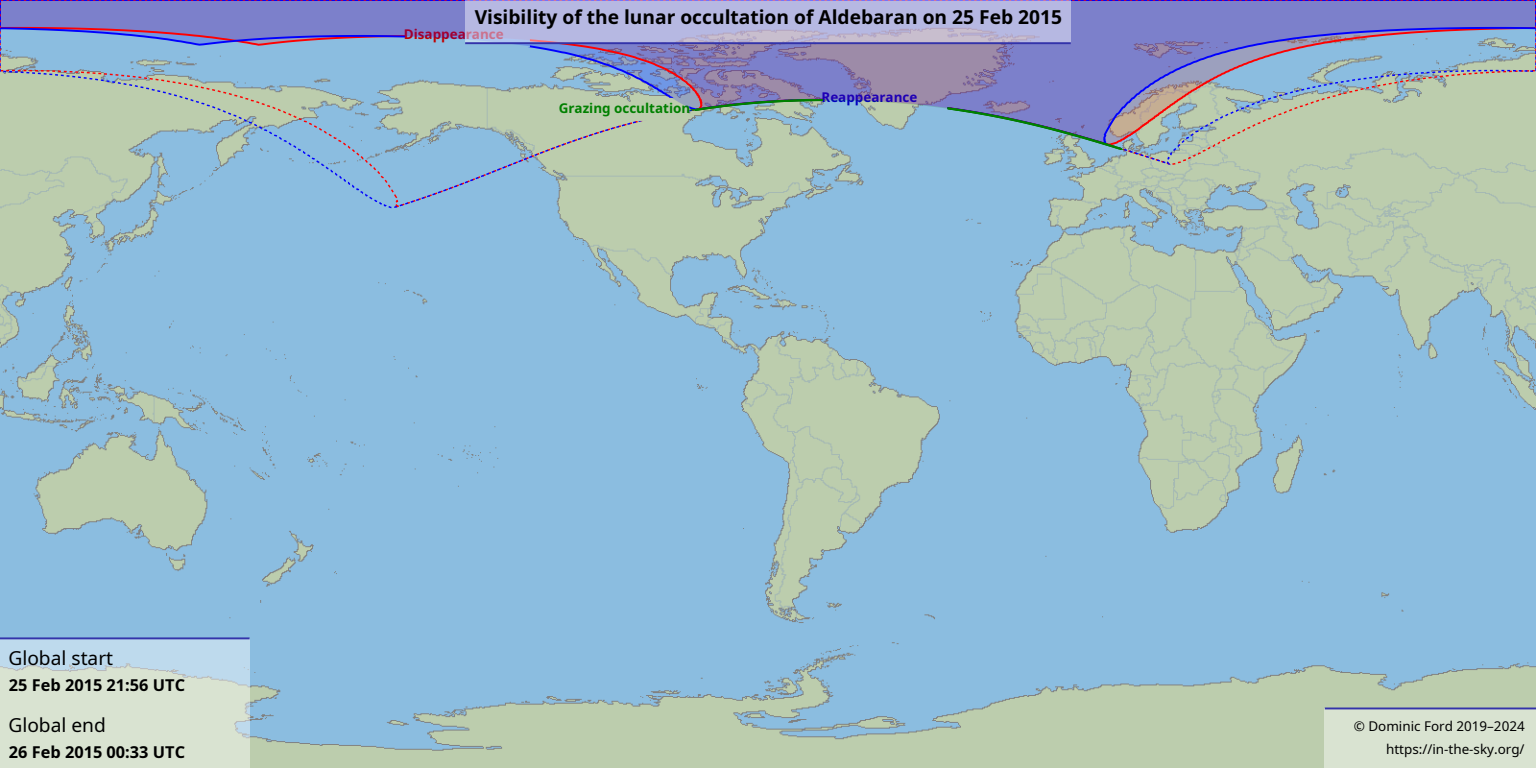 Visibility of the lunar occultation of Aldebaran on 25 Feb 2015
Disappearance
Reappearance
Grazing occultation
Global start
25 Feb 2015 21:56 UTC
Global end
26 Feb 2015 00:33 UTC
© Dominic Ford 2019–2024
https://in-the-sky.org/